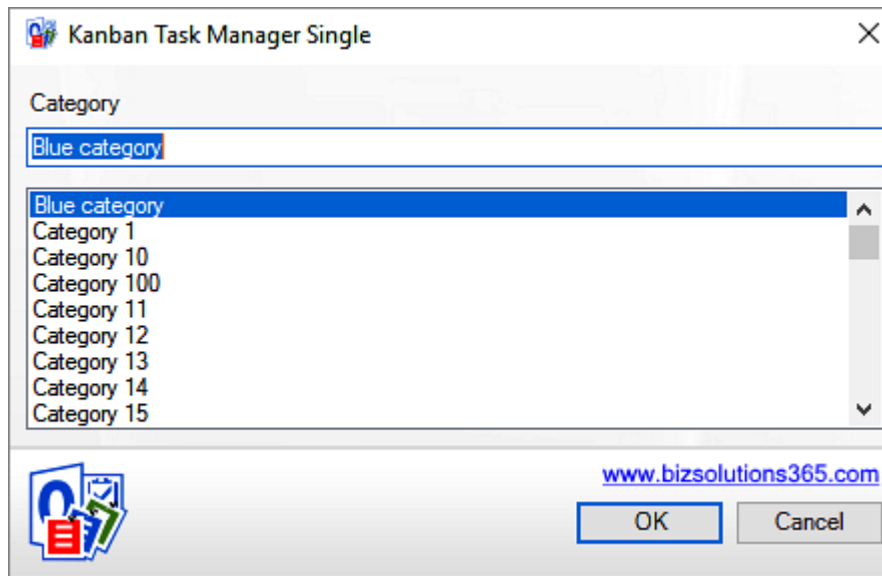 Kanban Task Manager Single
Category
Blue category
Blue category
Category 1
Category 10
Category 100
Category 11
Category 12
Category 13
Category 14
Category 15
www.bizsolutions365.com
OK Cancel